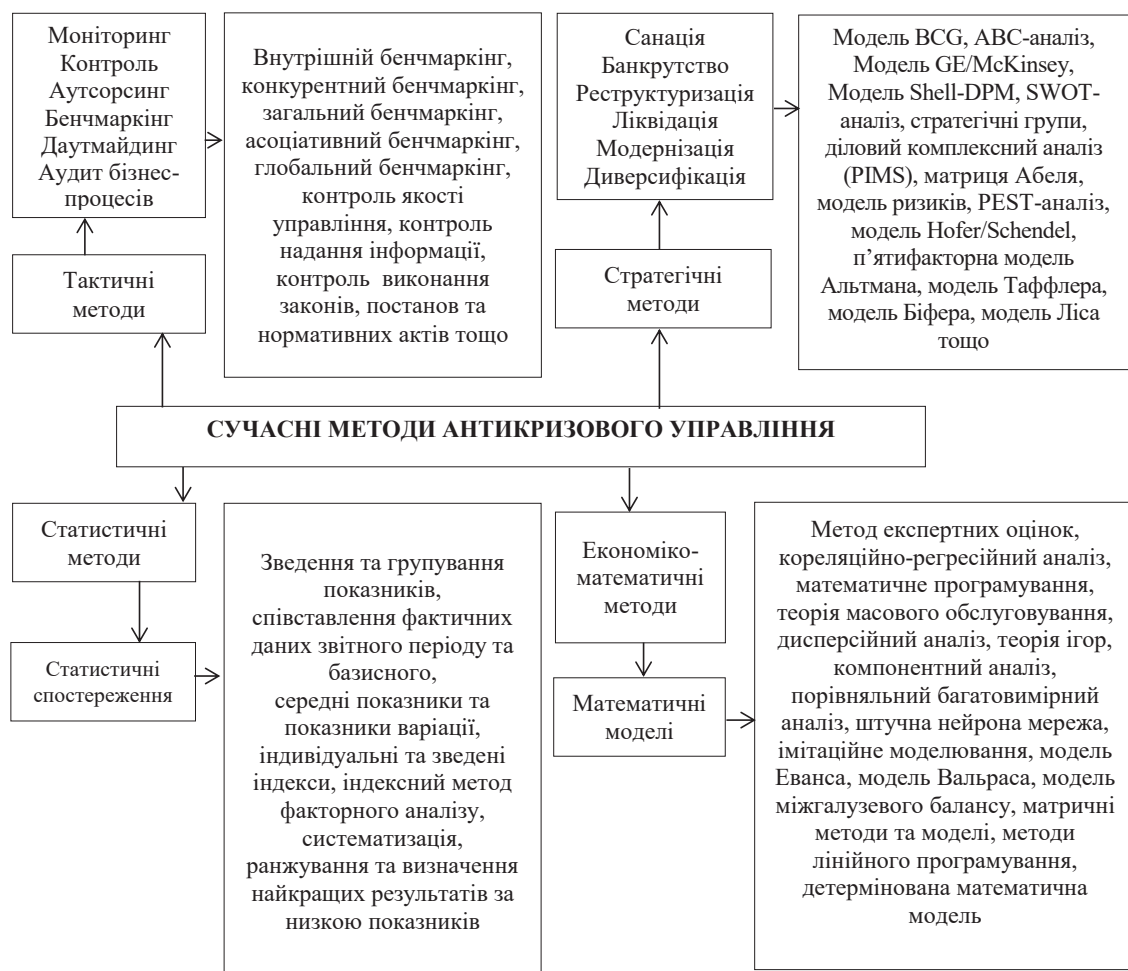 Моніторинг
Контроль
Аутсорсинг
Бенчмаркінг
Даутмайдинг
Аудит бізнес-
процесів
Внутрішній бенчмаркінг,
конкурентний бенчмаркінг,
загальний бенчмаркінг,
асоціативний бенчмаркінг,
глобальний бенчмаркінг,
контроль якості
управління, контроль
надання інформації,
контроль виконання
законів, постанов та
нормативних актів тощо
Санація
Банкрутство
Реструктуризація
Ліквідація
Модернізація
Диверсифікація
Модель BCG, ABC-аналіз,
Модель GE/McKinsey,
Модель Shell-DPM, SWOT-
аналіз, стратегічні групи,
діловий комплексний аналіз
(PIMS), матриця Абеля,
модель ризиків, PEST-аналіз,
модель Hofer/Schendel,
п’ятифакторна модель
Альтмана, модель Таффлера,
модель Біфера, модель Ліса
тощо
Тактичні
методи
Стратегічні
методи
СУЧАСНІ МЕТОДИ АНТИКРИЗОВОГО УПРАВЛІННЯ
Статистичні
методи
Статистичні
спостереження
Зведення та групування
показників,
співставлення фактичних
даних звітного періоду та
базисного,
середні показники та
показники варіації,
індивідуальні та зведені
індекси, індексний метод
факторного аналізу,
систематизація,
ранжування та визначення
найкращих результатів за
низкою показників
Економіко-
математичні
методи
Математичні
моделі
Метод експертних оцінок,
кореляційно-регресійний аналіз,
математичне програмування,
теорія масового обслуговування,
дисперсійний аналіз, теорія ігор,
компонентний аналіз,
порівняльний багатовимірний
аналіз, штучна нейрона мережа,
імітаційне моделювання, модель
Еванса, модель Вальраса, модель
міжгалузевого балансу, матричні
методи та моделі, методи
лінійного програмування,
детермінована математична
модель